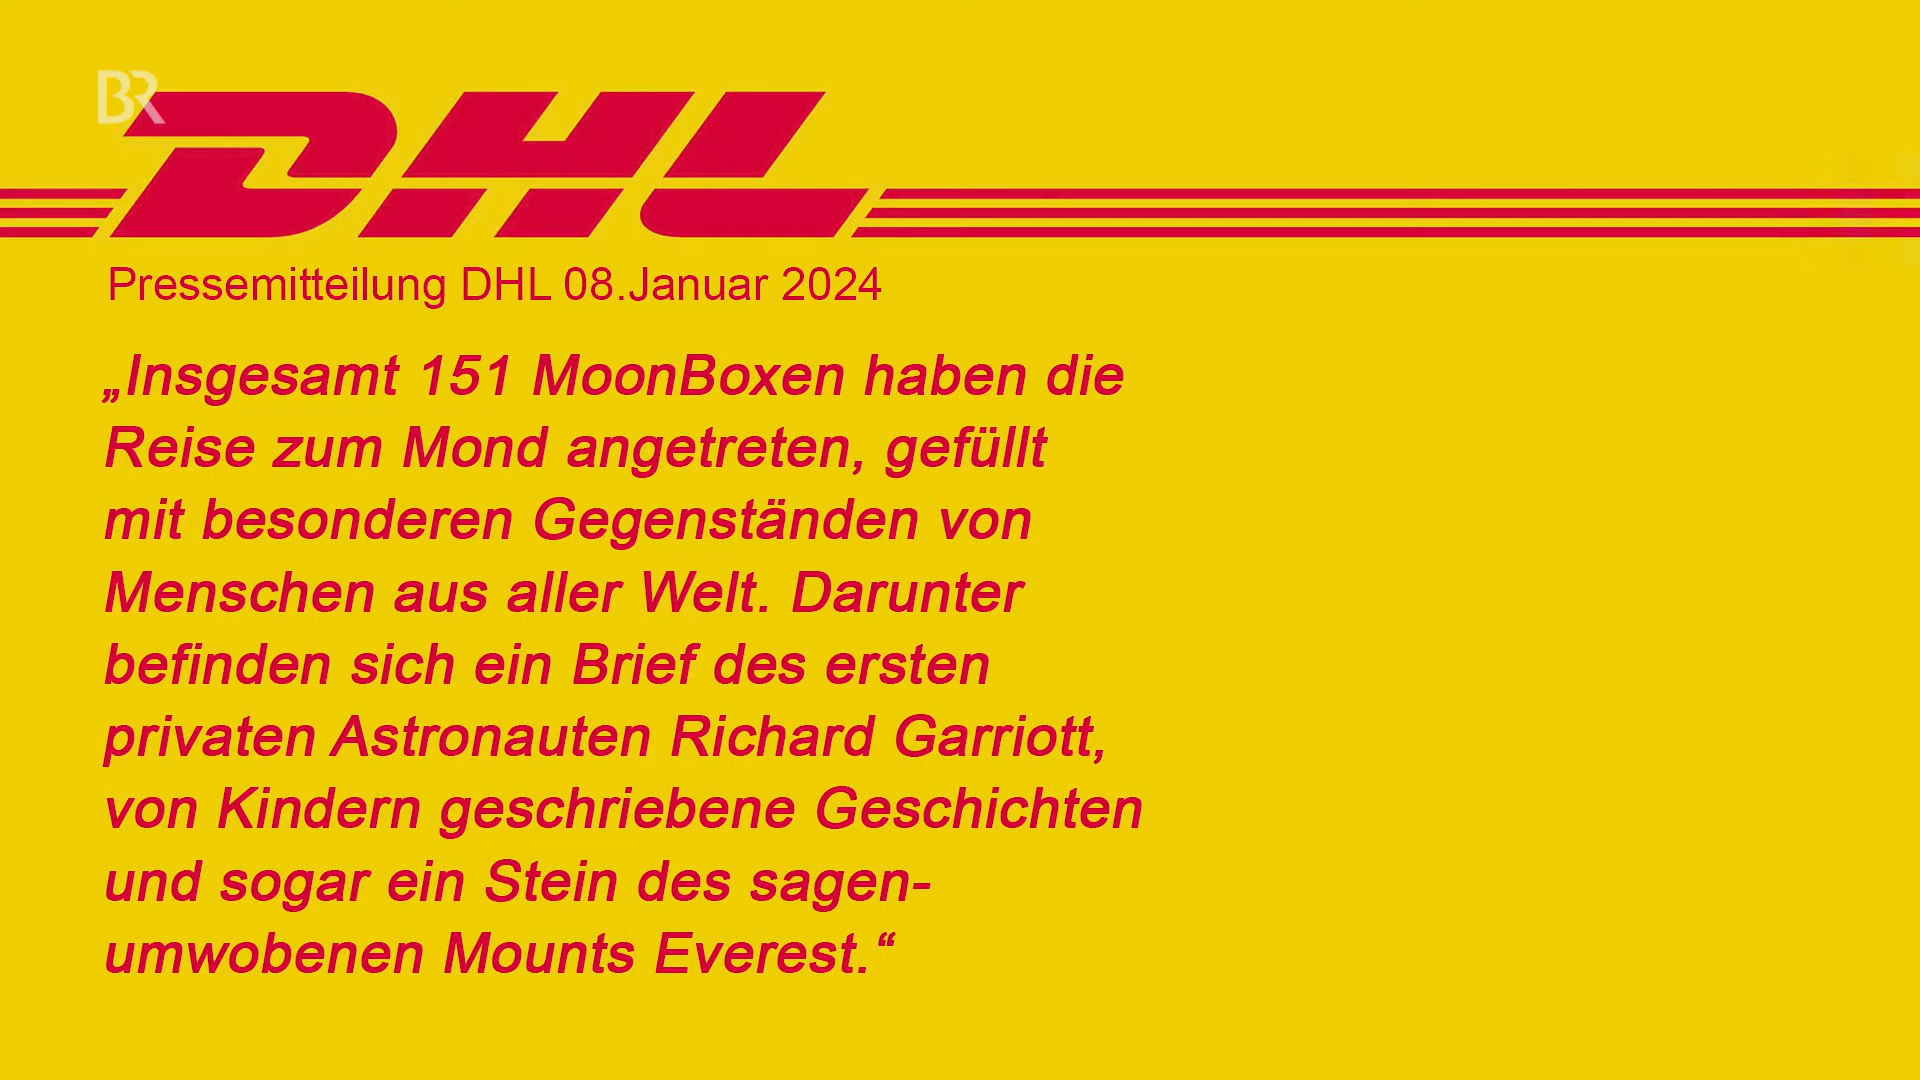 BR
DHL
Pressemitteilung DHL 08.Januar 2024
„Insgesamt 151 MoonBoxen haben die
Reise zum Mond angetreten, gefüllt
mit besonderen Gegenständen von
Menschen aus aller Welt. Darunter
befinden sich ein Brief des ersten
privaten Astronauten Richard Garriott,
von Kindern geschriebene Geschichten
und sogar ein Stein des sagen-
umwobenen Mounts Everest.“